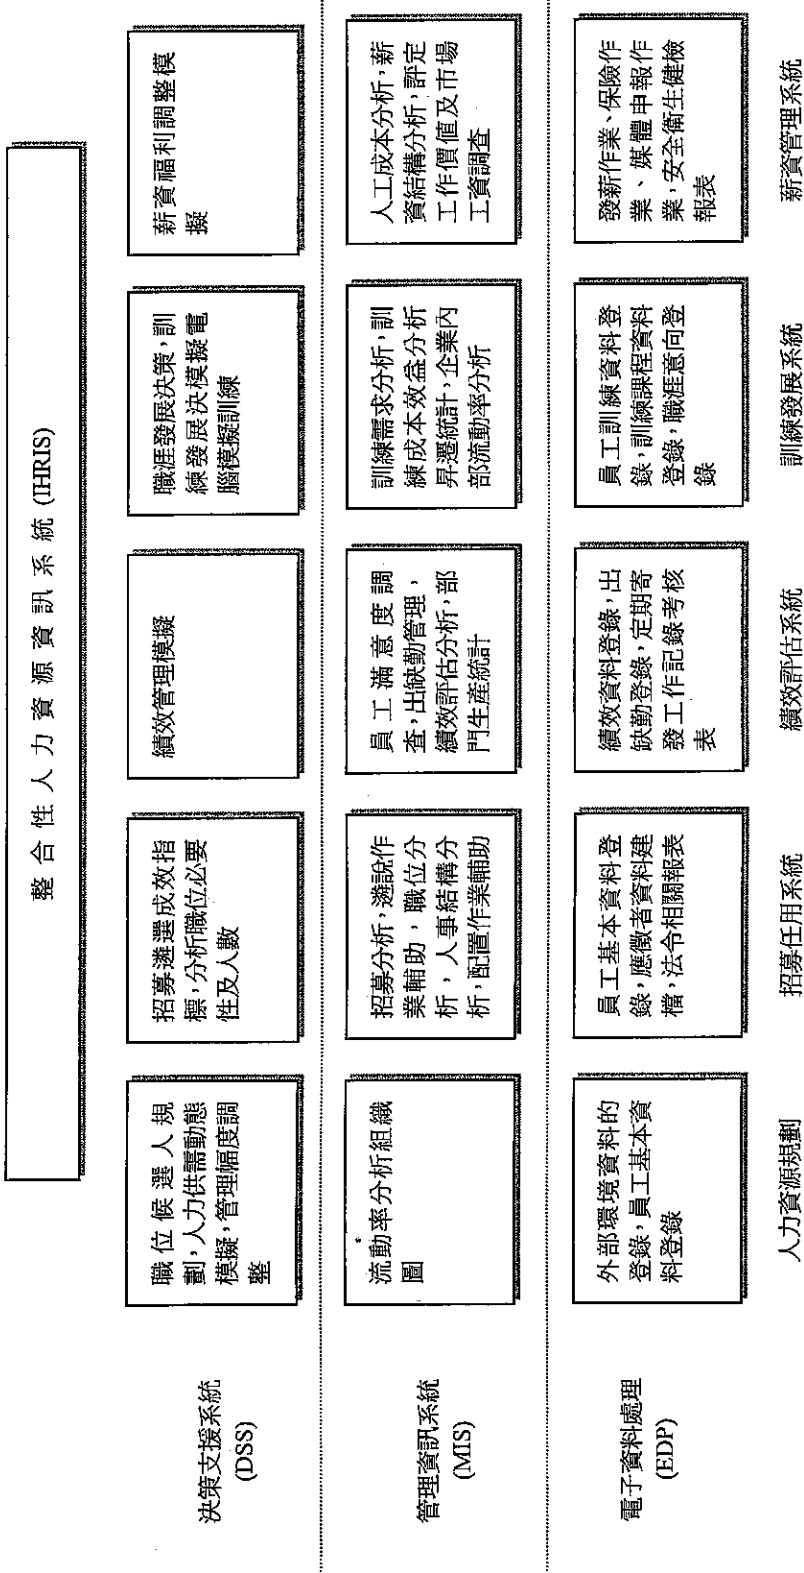 整合性人力資源資訊系統 (IHRIS)
決策支援系統
(DSS)
職位候選人規
劃，人力供需動態
模擬，管理幅度調
整
招募遴選成效指
標，分析職位必要
性及人數
績效管理模擬
職涯發展決策，訓
練發展決模擬電
腦模擬訓練
薪資福利調整模
擬
管理資訊系統
(MIS)
流動率分析組織
圖
招募分析，遊說作
業輔助，職位分
析，人事結構分
析，配置作業輔助
員工滿意度調
查，出缺勤管理，
績效評估分析，部
門生產統計
訓練需求分析，訓
練成本效益分析
昇遷統計，企業內
部流動率分析
人工成本分析，薪
資結構分析，評定
工作價值及市場
工資調查
電子資料處理
(EDP)
外部環境資料的
登錄，員工基本資
料登錄
員工基本資料登
錄，應徵者資料建
檔，法令相關報表
績效資料登錄，出
缺勤登錄，定期寄
發工作記錄考核
表
員工訓練資料登
錄，訓練課程資料
登錄，職涯意向登
錄
發薪作業、保險作
業、媒體申報作
業，安全衛生健檢
報表
人力資源規劃
招募任用系統
績效評估系統
訓練發展系統
薪資管理系統